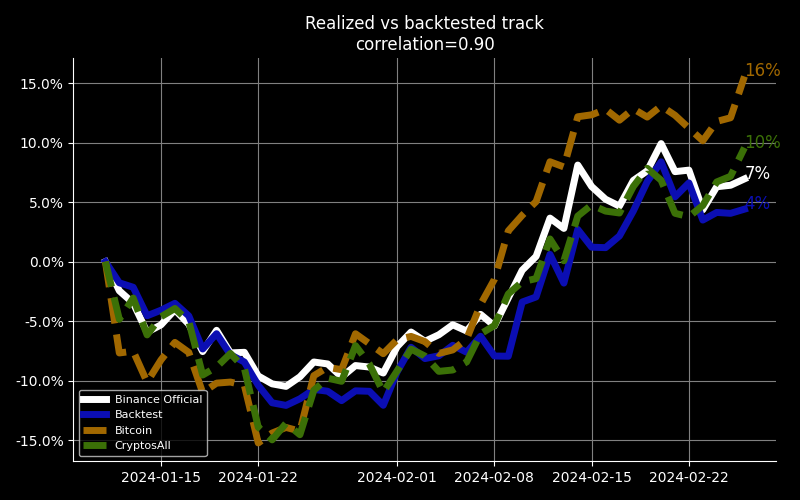 Realized vs backtested track
correlation=0.90
15.0%
10.0%
5.0%
0.0%
-5.0%
-10.0%
-15.0%
16%
10%
7%
4%
Binance Official
Backtest
Bitcoin
CryptosAll
2024-01-15
2024-01-22
2024-02-01
2024-02-08
2024-02-15
2024-02-22